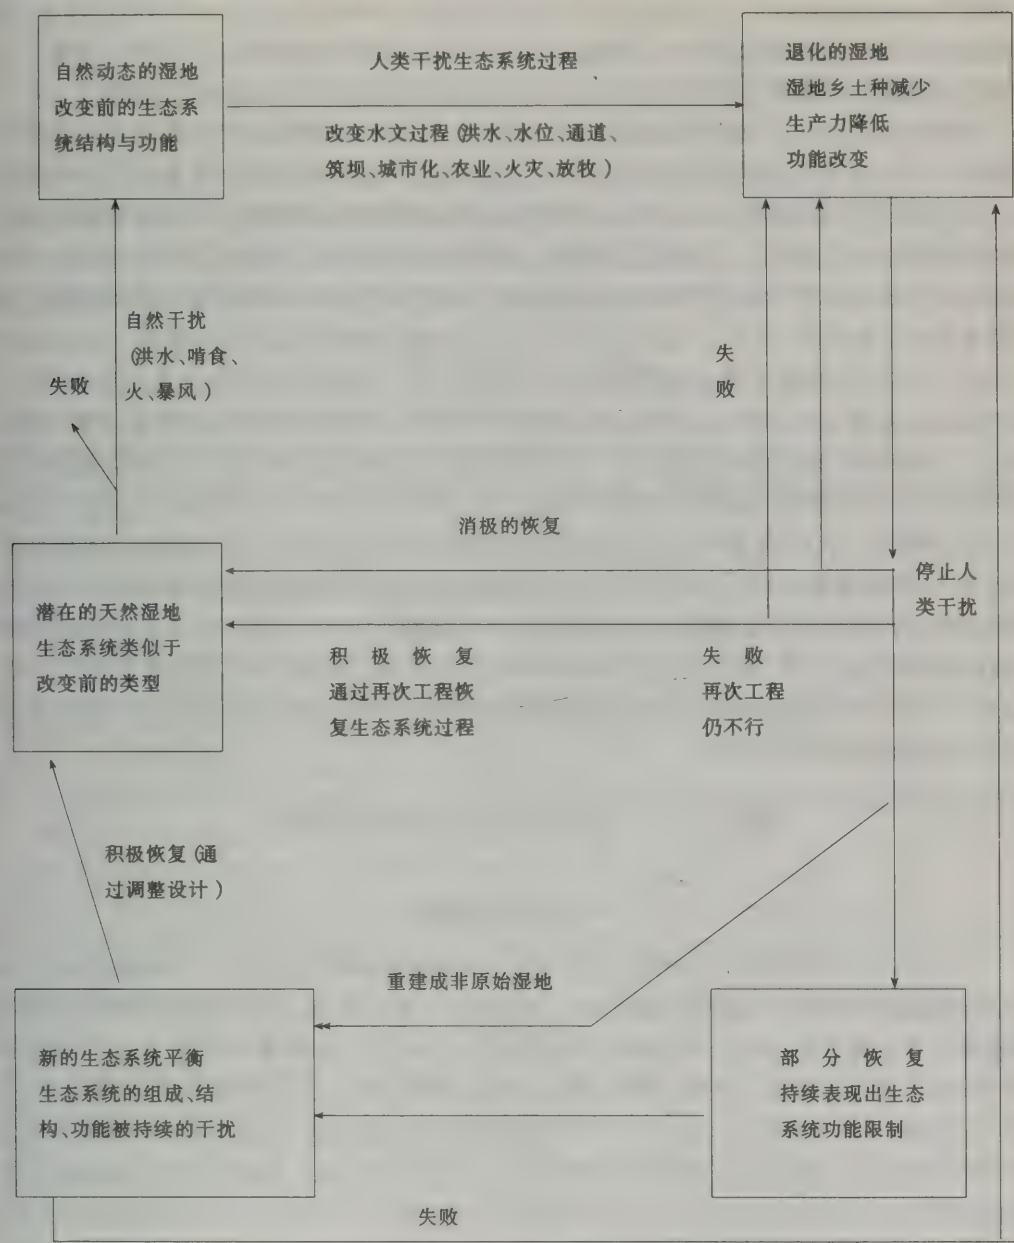 自然动态的湿地
改变前的生态系
统结构与功能
人类干扰生态系统过程
改变水文过程(洪水、水位、通道、
筑坝、城市化、农业、火灾、放牧)
退化的湿地
湿地乡土种减少
生产力降低
功能改变
自然干扰
(洪水、啃食、
火、暴风)
失败
失
败
消极的恢复
停止人
类干扰
潜在的天然湿地
生态系统类似于
改变前的类型
积极恢复
通过再次工程恢
复生态系统过程
失败
再次工程
仍不行
积极恢复(通
过调整设计)
重建成非原始湿地
新的生态系统平衡
生态系统的组成、结
构、功能被持续的干扰
部分恢复
持续表现出生态
系统功能限制
失败